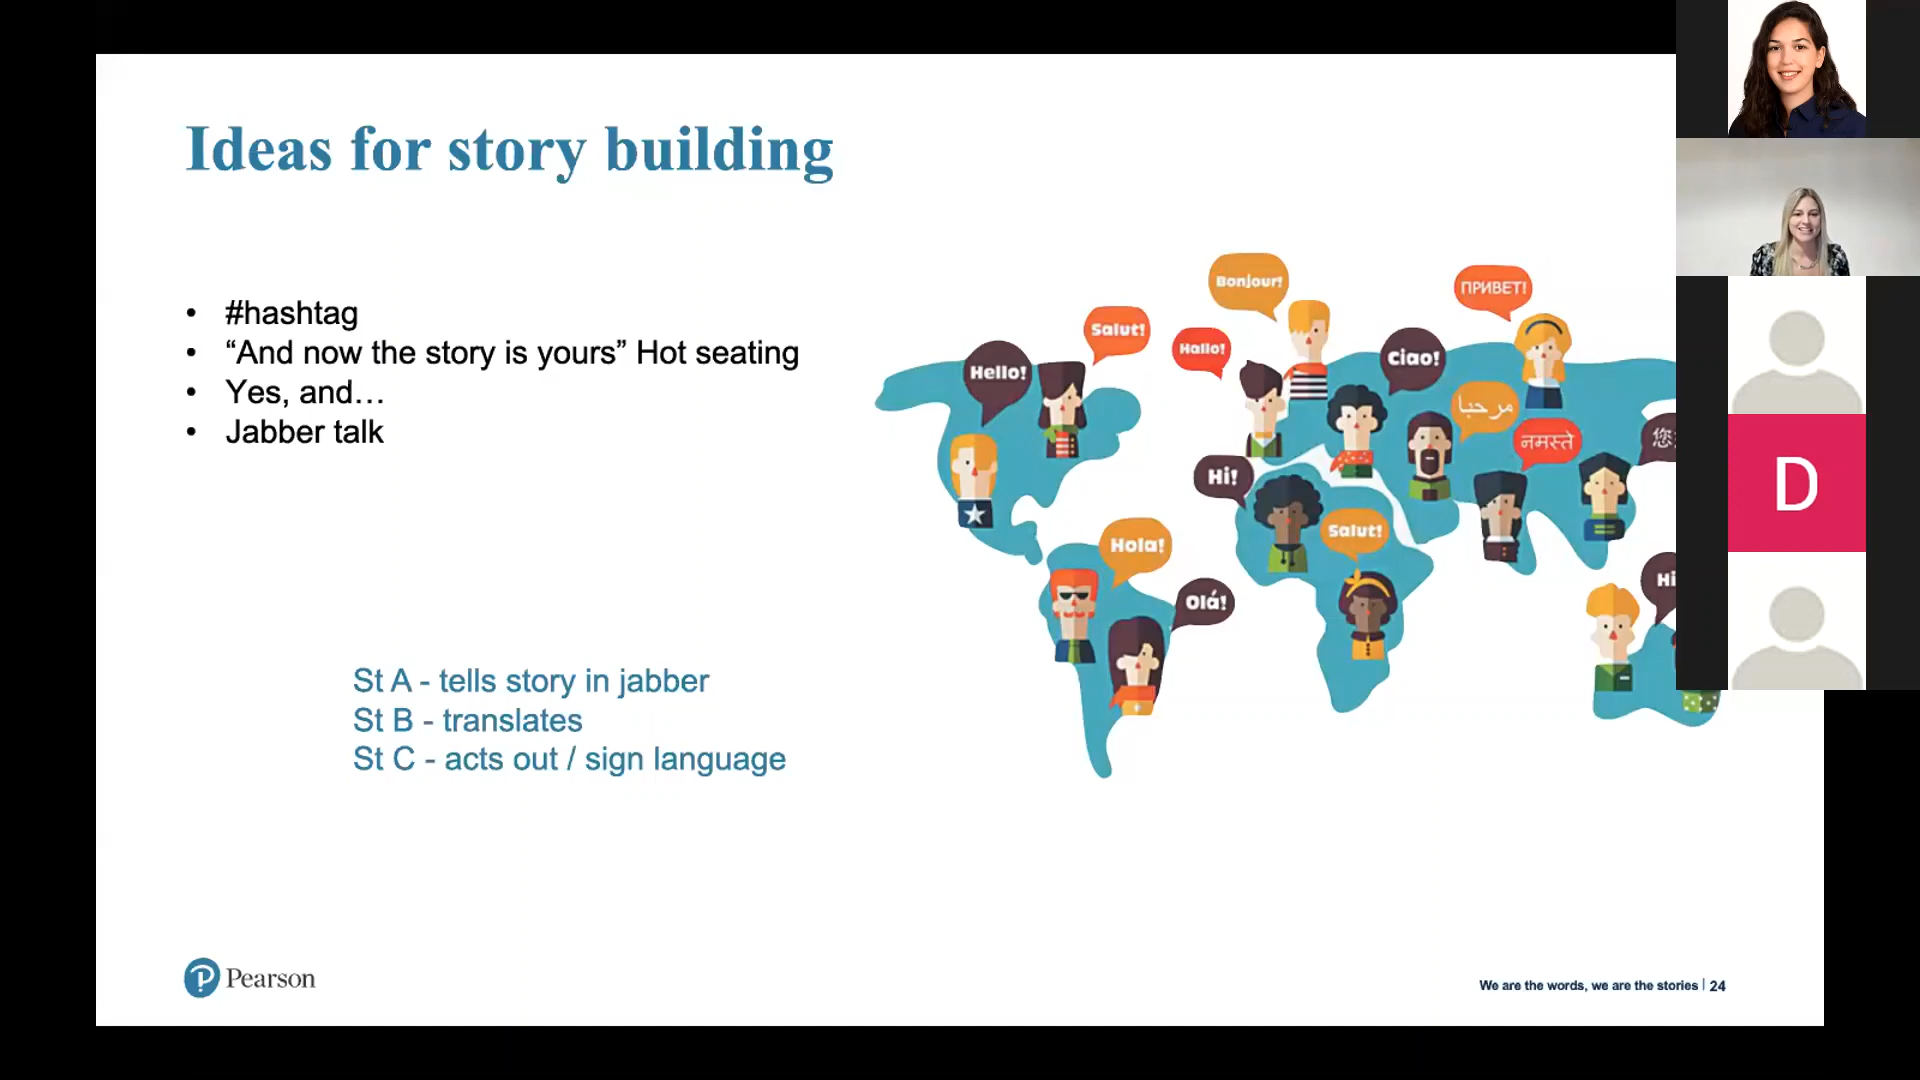 Ideas for story building
• #hashtag
• “And now the story is yours” Hot seating
• Yes, and…
• Jabber talk
Bonjour!
ПРИВЕТ!
Salut!
Hallo!
Ciao!
Hello!
مرحبا
नमस्ते
您
Hi!
Salut!
Hola!
Hi
Olá!
St A - tells story in jabber
St B - translates
St C - acts out / sign language
D
Pearson
We are the words, we are the stories | 24